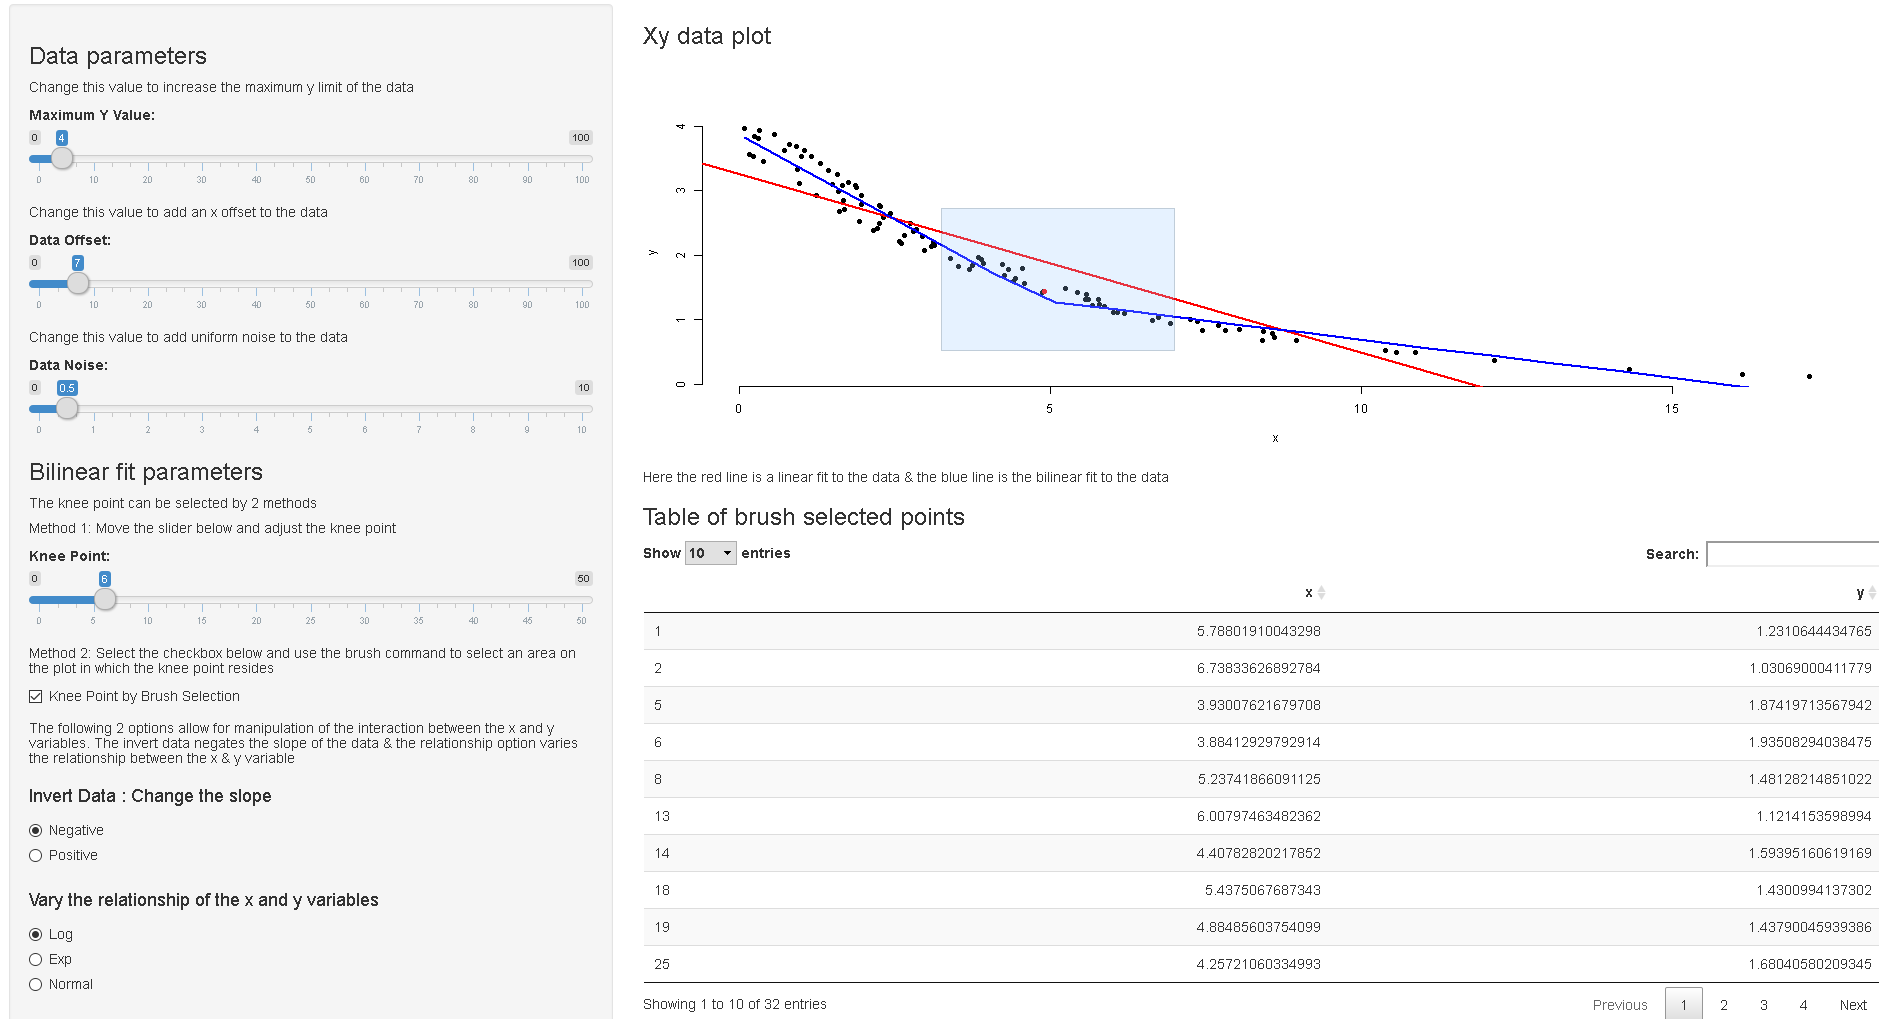 Data parameters
Change this value to increase the maximum y limit of the data
Maximum Y Value:
0 4 100
0 10 20 30 40 50 60 70 80 90 100
Change this value to add an x offset to the data
Data Offset:
0 7 100
0 10 20 30 40 50 60 70 80 90 100
Change this value to add uniform noise to the data
Data Noise:
0 0.5 10
0 1 2 3 4 5 6 7 8 9 10
Bilinear fit parameters
The knee point can be selected by 2 methods
Method 1: Move the slider below and adjust the knee point
Knee Point:
0 6 50
0 5 10 15 20 25 30 35 40 45 50
Method 2: Select the checkbox below and use the brush command to select an area on
the plot in which the knee point resides
Knee Point by Brush Selection
The following 2 options allow for manipulation of the interaction between the x and y
variables. The invert data negates the slope of the data & the relationship option varies
the relationship between the x & y variable
Invert Data : Change the slope
Negative
Positive
Vary the relationship of the x and y variables
Log
Exp
Normal
Xy data plot
4
3
2
1
0
y
0 5 10 15
x
Here the red line is a linear fit to the data & the blue line is the bilinear fit to the data
Table of brush selected points
Show 10 entries Search:
x y
1 5.78801910043298 1.2310644434765
2 6.73833626892784 1.03069000411779
5 3.93007621679708 1.87419713567942
6 3.88412929792914 1.93508294038475
8 5.23741866091125 1.48128214851022
13 6.00797463482362 1.1214153598994
14 4.40782820217852 1.59395160619169
18 5.4375067687343 1.4300994137302
19 4.88485603754099 1.43790045939386
25 4.25721060334993 1.68040580209345
Showing 1 to 10 of 32 entries Previous 1 2 3 4 Next